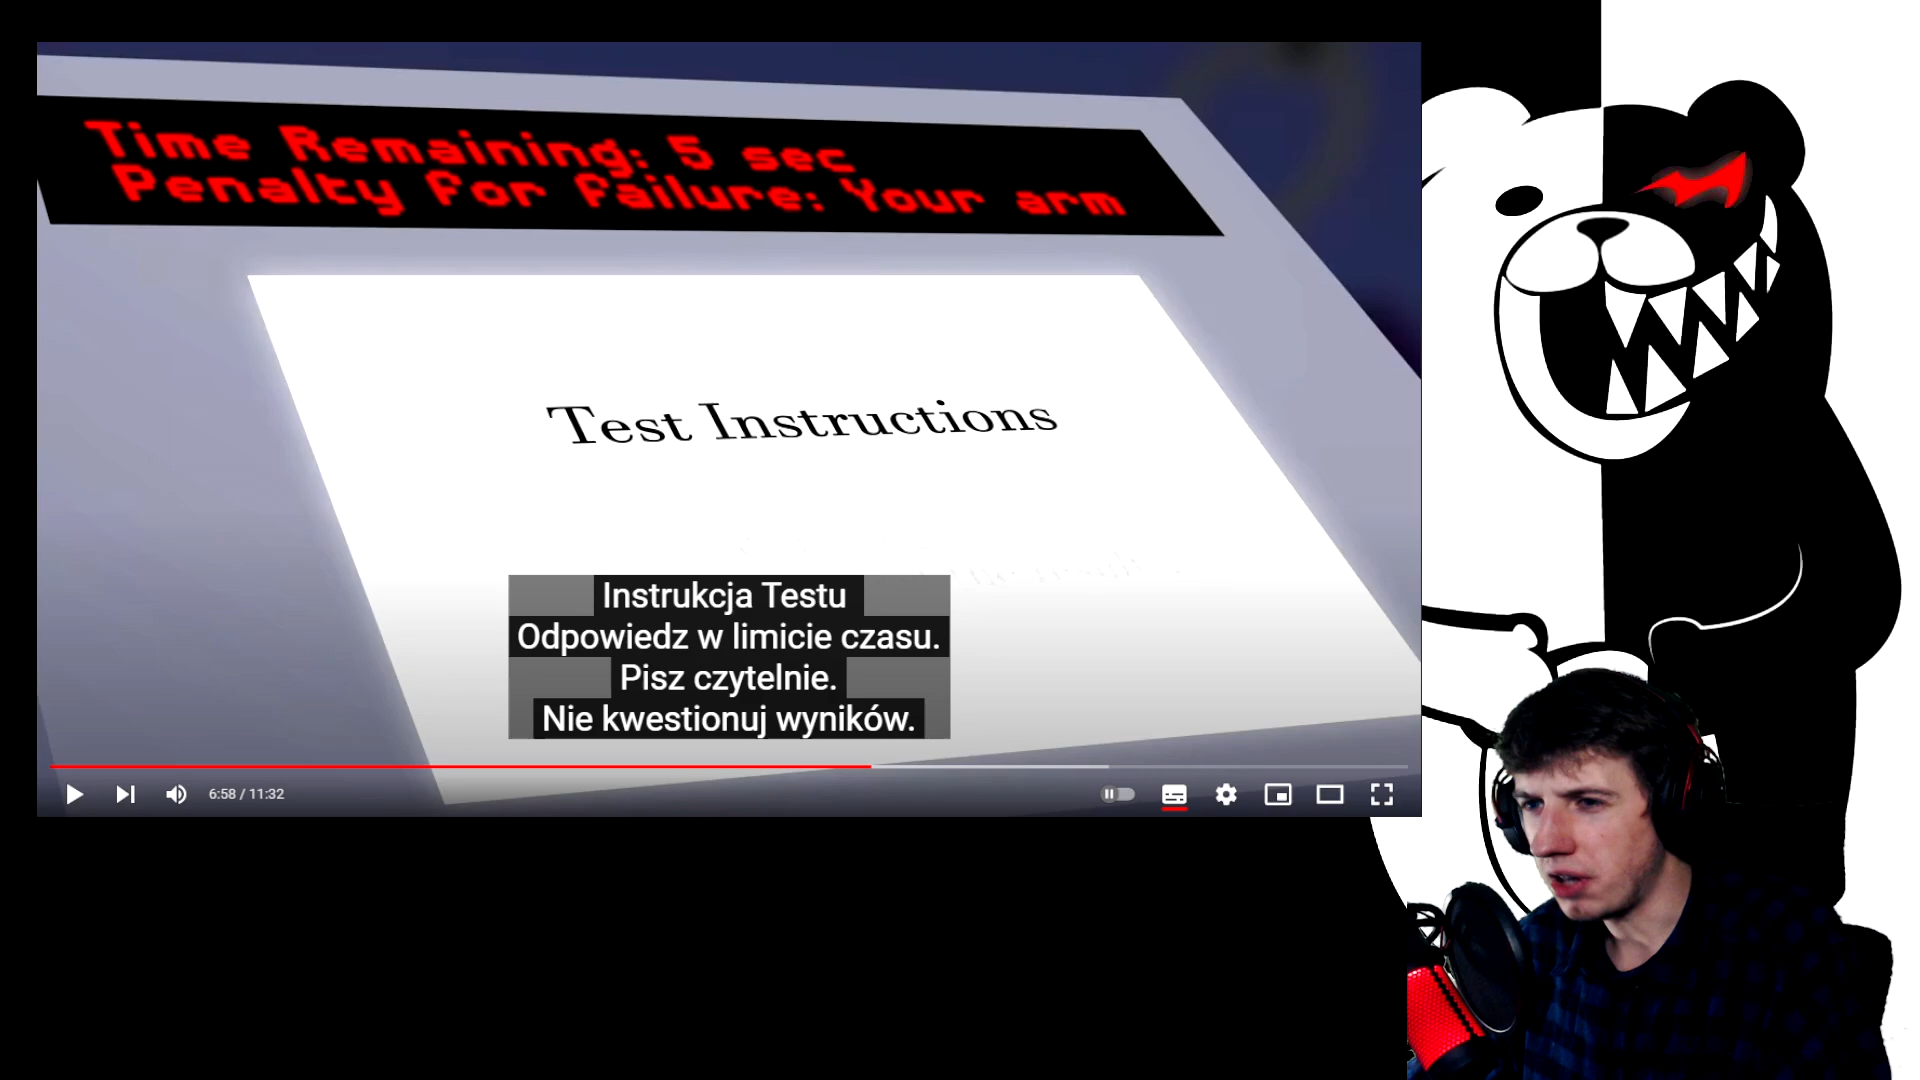 Time Remaining: 5 sec
Penalty for failure: Your arm
Test Instructions
Instrukcja Testu
Odpowiedz w limicie czasu.
Pisz czytelnie.
Nie kwestionuj wyników.
6:58 / 11:32